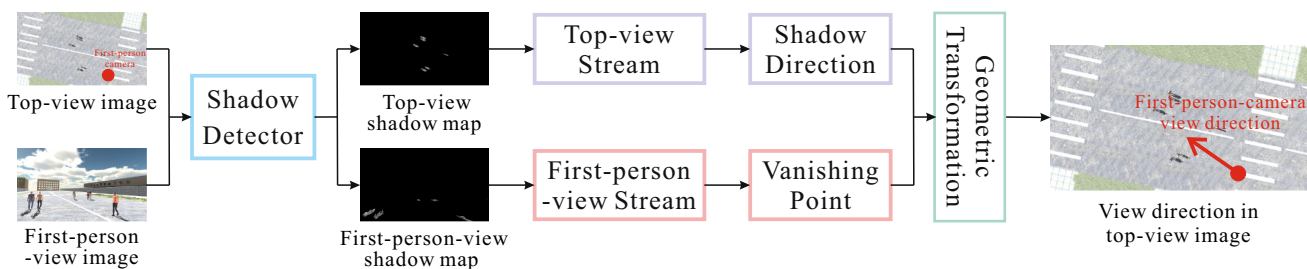 First-person
camera
Top-view image
First-person
-view image
Shadow
Detector
Top-view
shadow map
First-person-view
shadow map
Top-view
Stream
First-person
-view Stream
Shadow
Direction
Vanishing
Point
Geometric
Transformation
First-person-camera
view direction
View direction in
top-view image